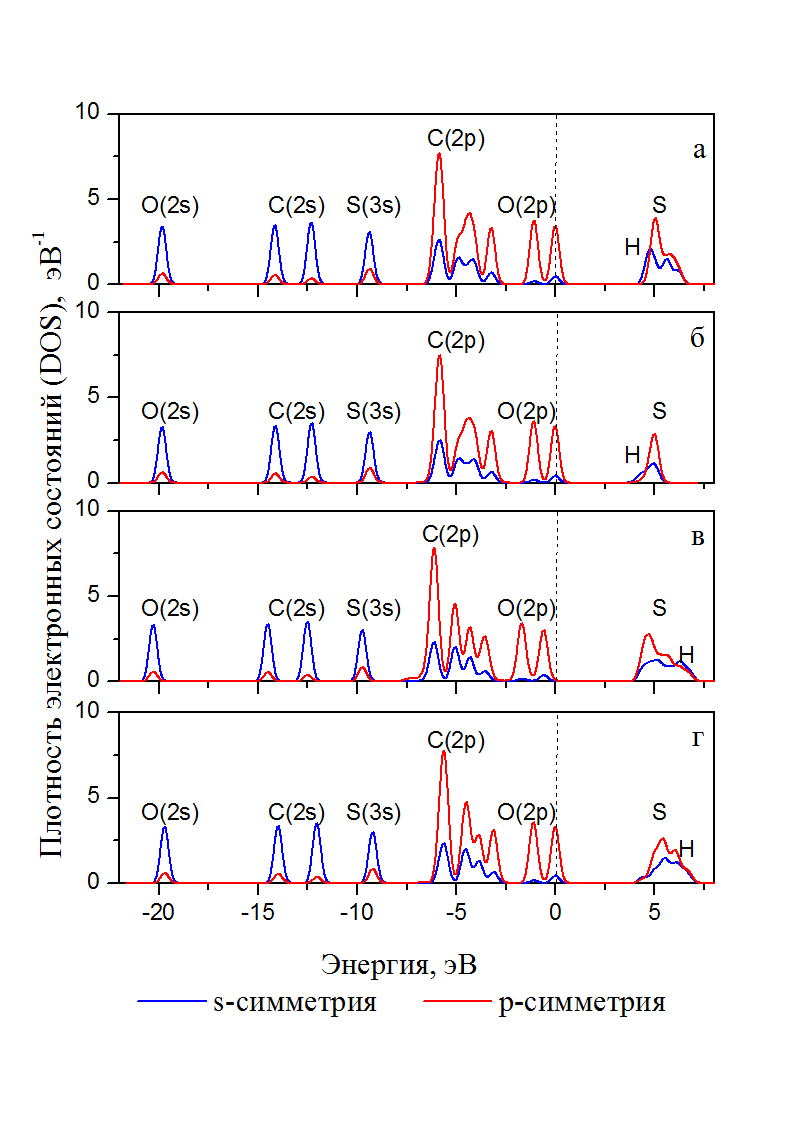 Плотность электронных состояний (DOS), эВ⁻¹
10
5
0
O(2s)
C(2s)
S(3s)
C(2p)
O(2p)
H
S
а
10
5
0
O(2s)
C(2s)
S(3s)
C(2p)
O(2p)
H
S
б
10
5
0
O(2s)
C(2s)
S(3s)
C(2p)
O(2p)
S
H
в
10
5
0
O(2s)
C(2s)
S(3s)
C(2p)
O(2p)
S
H
г
-20 -15 -10 -5 0 5
Энергия, эВ
s-симметрия p-симметрия